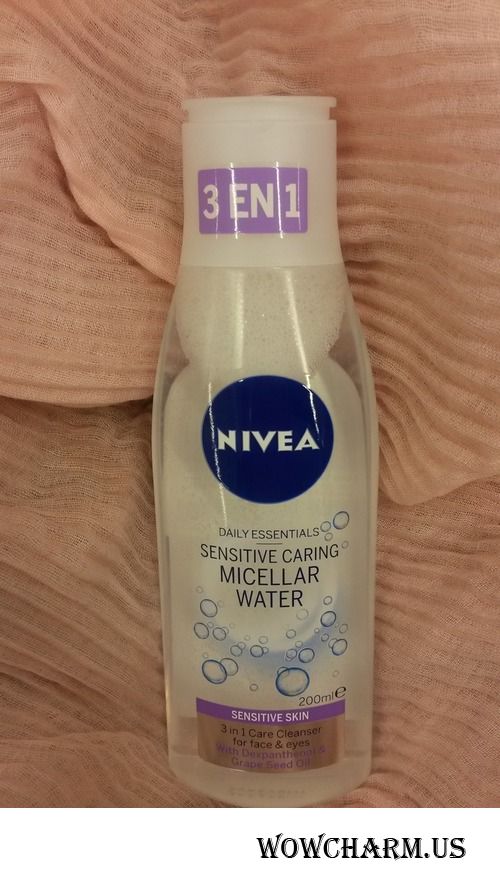 3 EN 1
NIVEA
DAILY ESSENTIALS
SENSITIVE CARING
MICELLAR
WATER
200ml℮
SENSITIVE SKIN
3 in 1 Care Cleanser
for face & eyes
With Dexpanthenol &
Grape Seed Oil
WOWCHARM.US